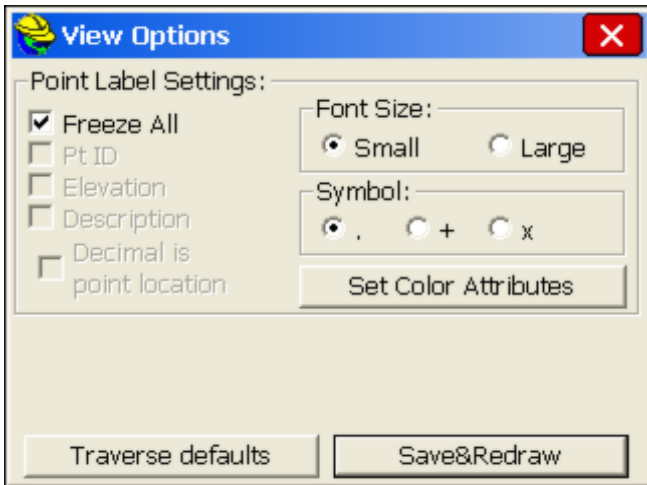 View Options
Point Label Settings:
Freeze All
Pt ID
Elevation
Description
Decimal is
point location
Font Size:
Small Large
Symbol:
. + x
Set Color Attributes
Traverse defaults Save&Redraw